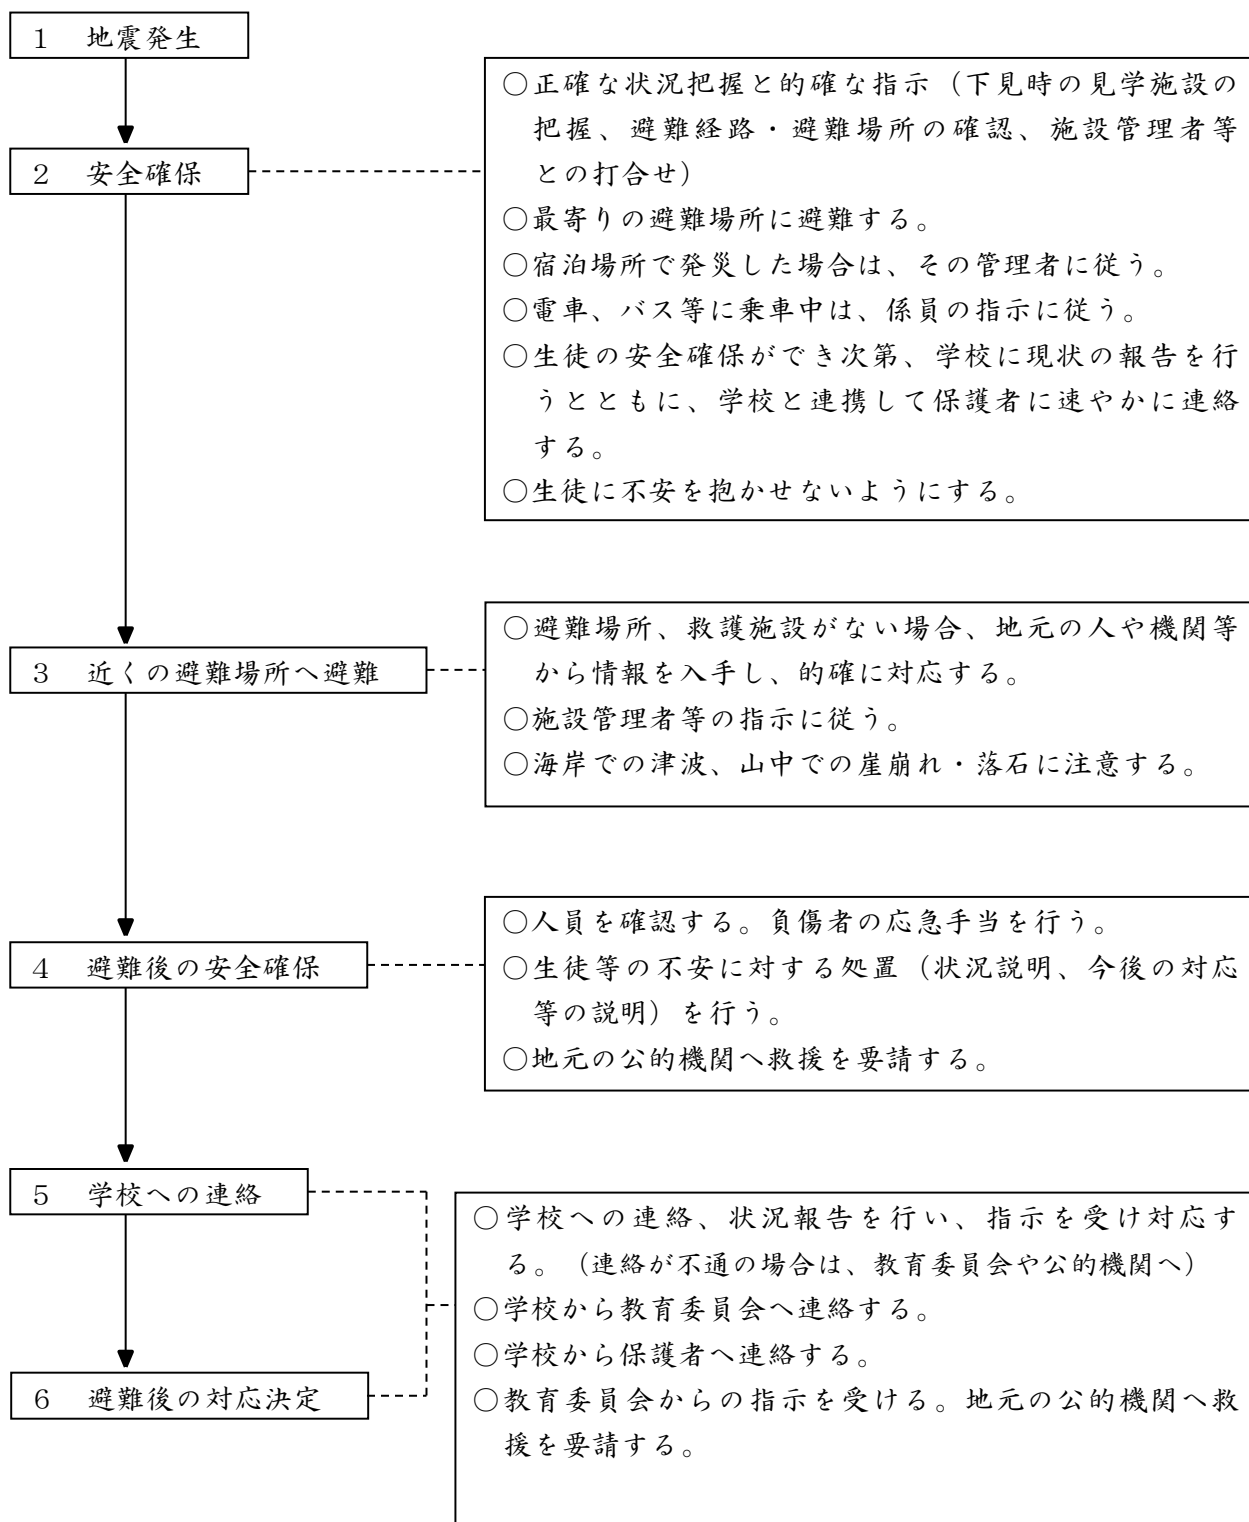 １　地震発生
２　安全確保
○正確な状況把握と的確な指示（下見時の見学施設の
把握、避難経路・避難場所の確認、施設管理者等
との打合せ）
○最寄りの避難場所に避難する。
○宿泊場所で発災した場合は、その管理者に従う。
○電車、バス等に乗車中は、係員の指示に従う。
○生徒の安全確保ができ次第、学校に現状の報告を行
うとともに、学校と連携して保護者に速やかに連絡
する。
○生徒に不安を抱かせないようにする。
３　近くの避難場所へ避難
○避難場所、救護施設がない場合、地元の人や機関等
から情報を入手し、的確に対応する。
○施設管理者等の指示に従う。
○海岸での津波、山中での崖崩れ・落石に注意する。
４　避難後の安全確保
○人員を確認する。負傷者の応急手当を行う。
○生徒等の不安に対する処置（状況説明、今後の対応
等の説明）を行う。
○地元の公的機関へ救援を要請する。
５　学校への連絡
６　避難後の対応決定
○学校への連絡、状況報告を行い、指示を受け対応す
る。（連絡が不通の場合は、教育委員会や公的機関へ）
○学校から教育委員会へ連絡する。
○学校から保護者へ連絡する。
○教育委員会からの指示を受ける。地元の公的機関へ救
援を要請する。